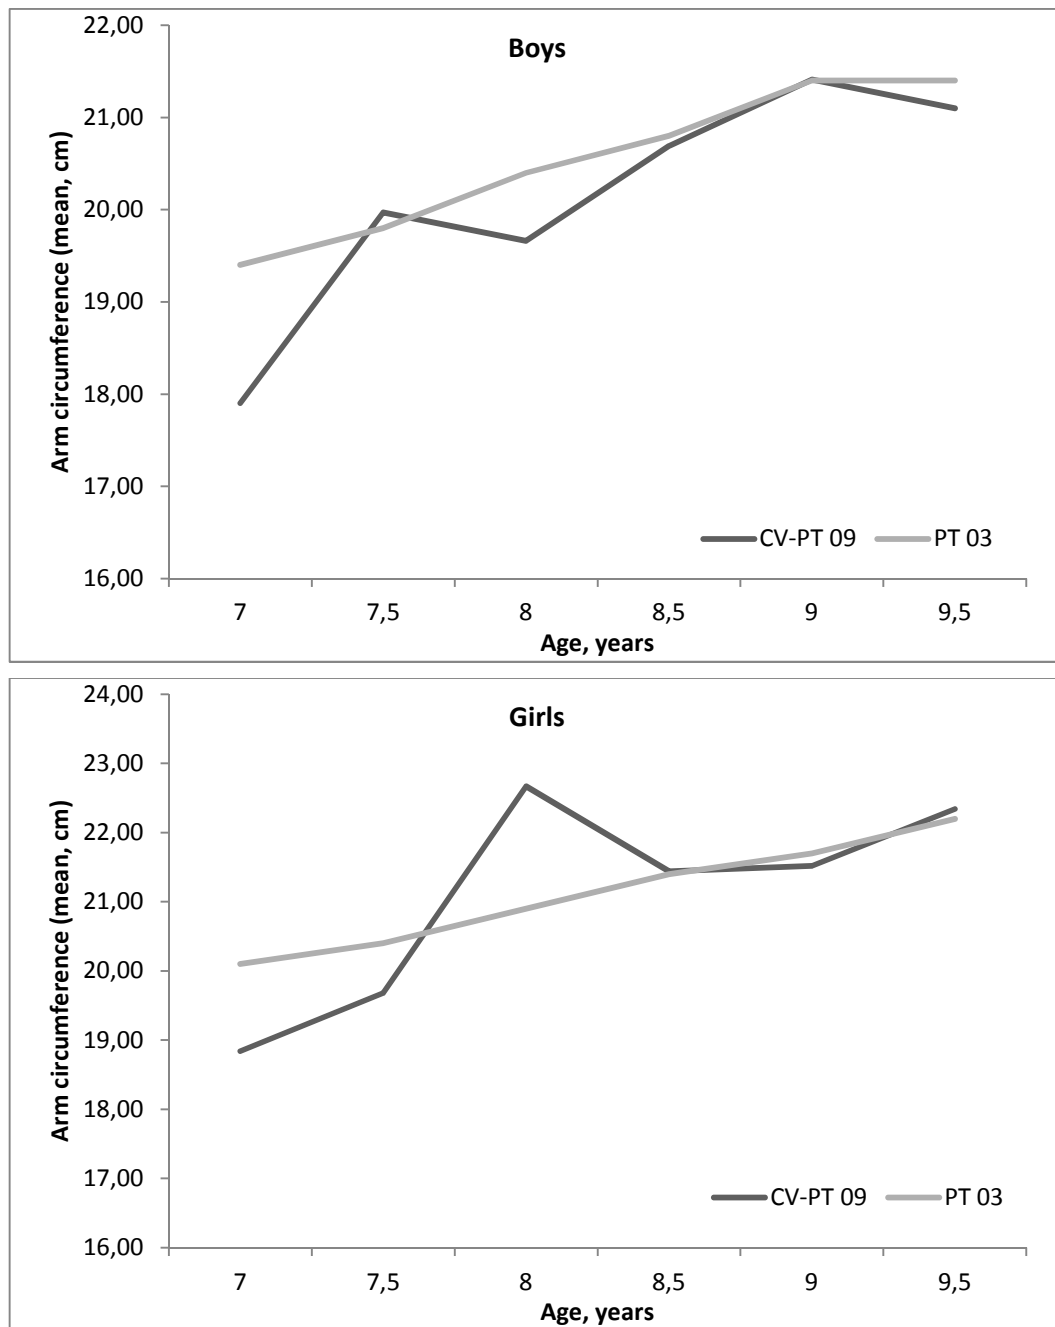 Boys
Arm circumference (mean, cm)
22,00
21,00
20,00
19,00
18,00
17,00
16,00
CV-PT 09 PT 03
7 7,5 8 8,5 9 9,5
Age, years
Girls
Arm circumference (mean, cm)
24,00
23,00
22,00
21,00
20,00
19,00
18,00
17,00
16,00
CV-PT 09 PT 03
7 7,5 8 8,5 9 9,5
Age, years